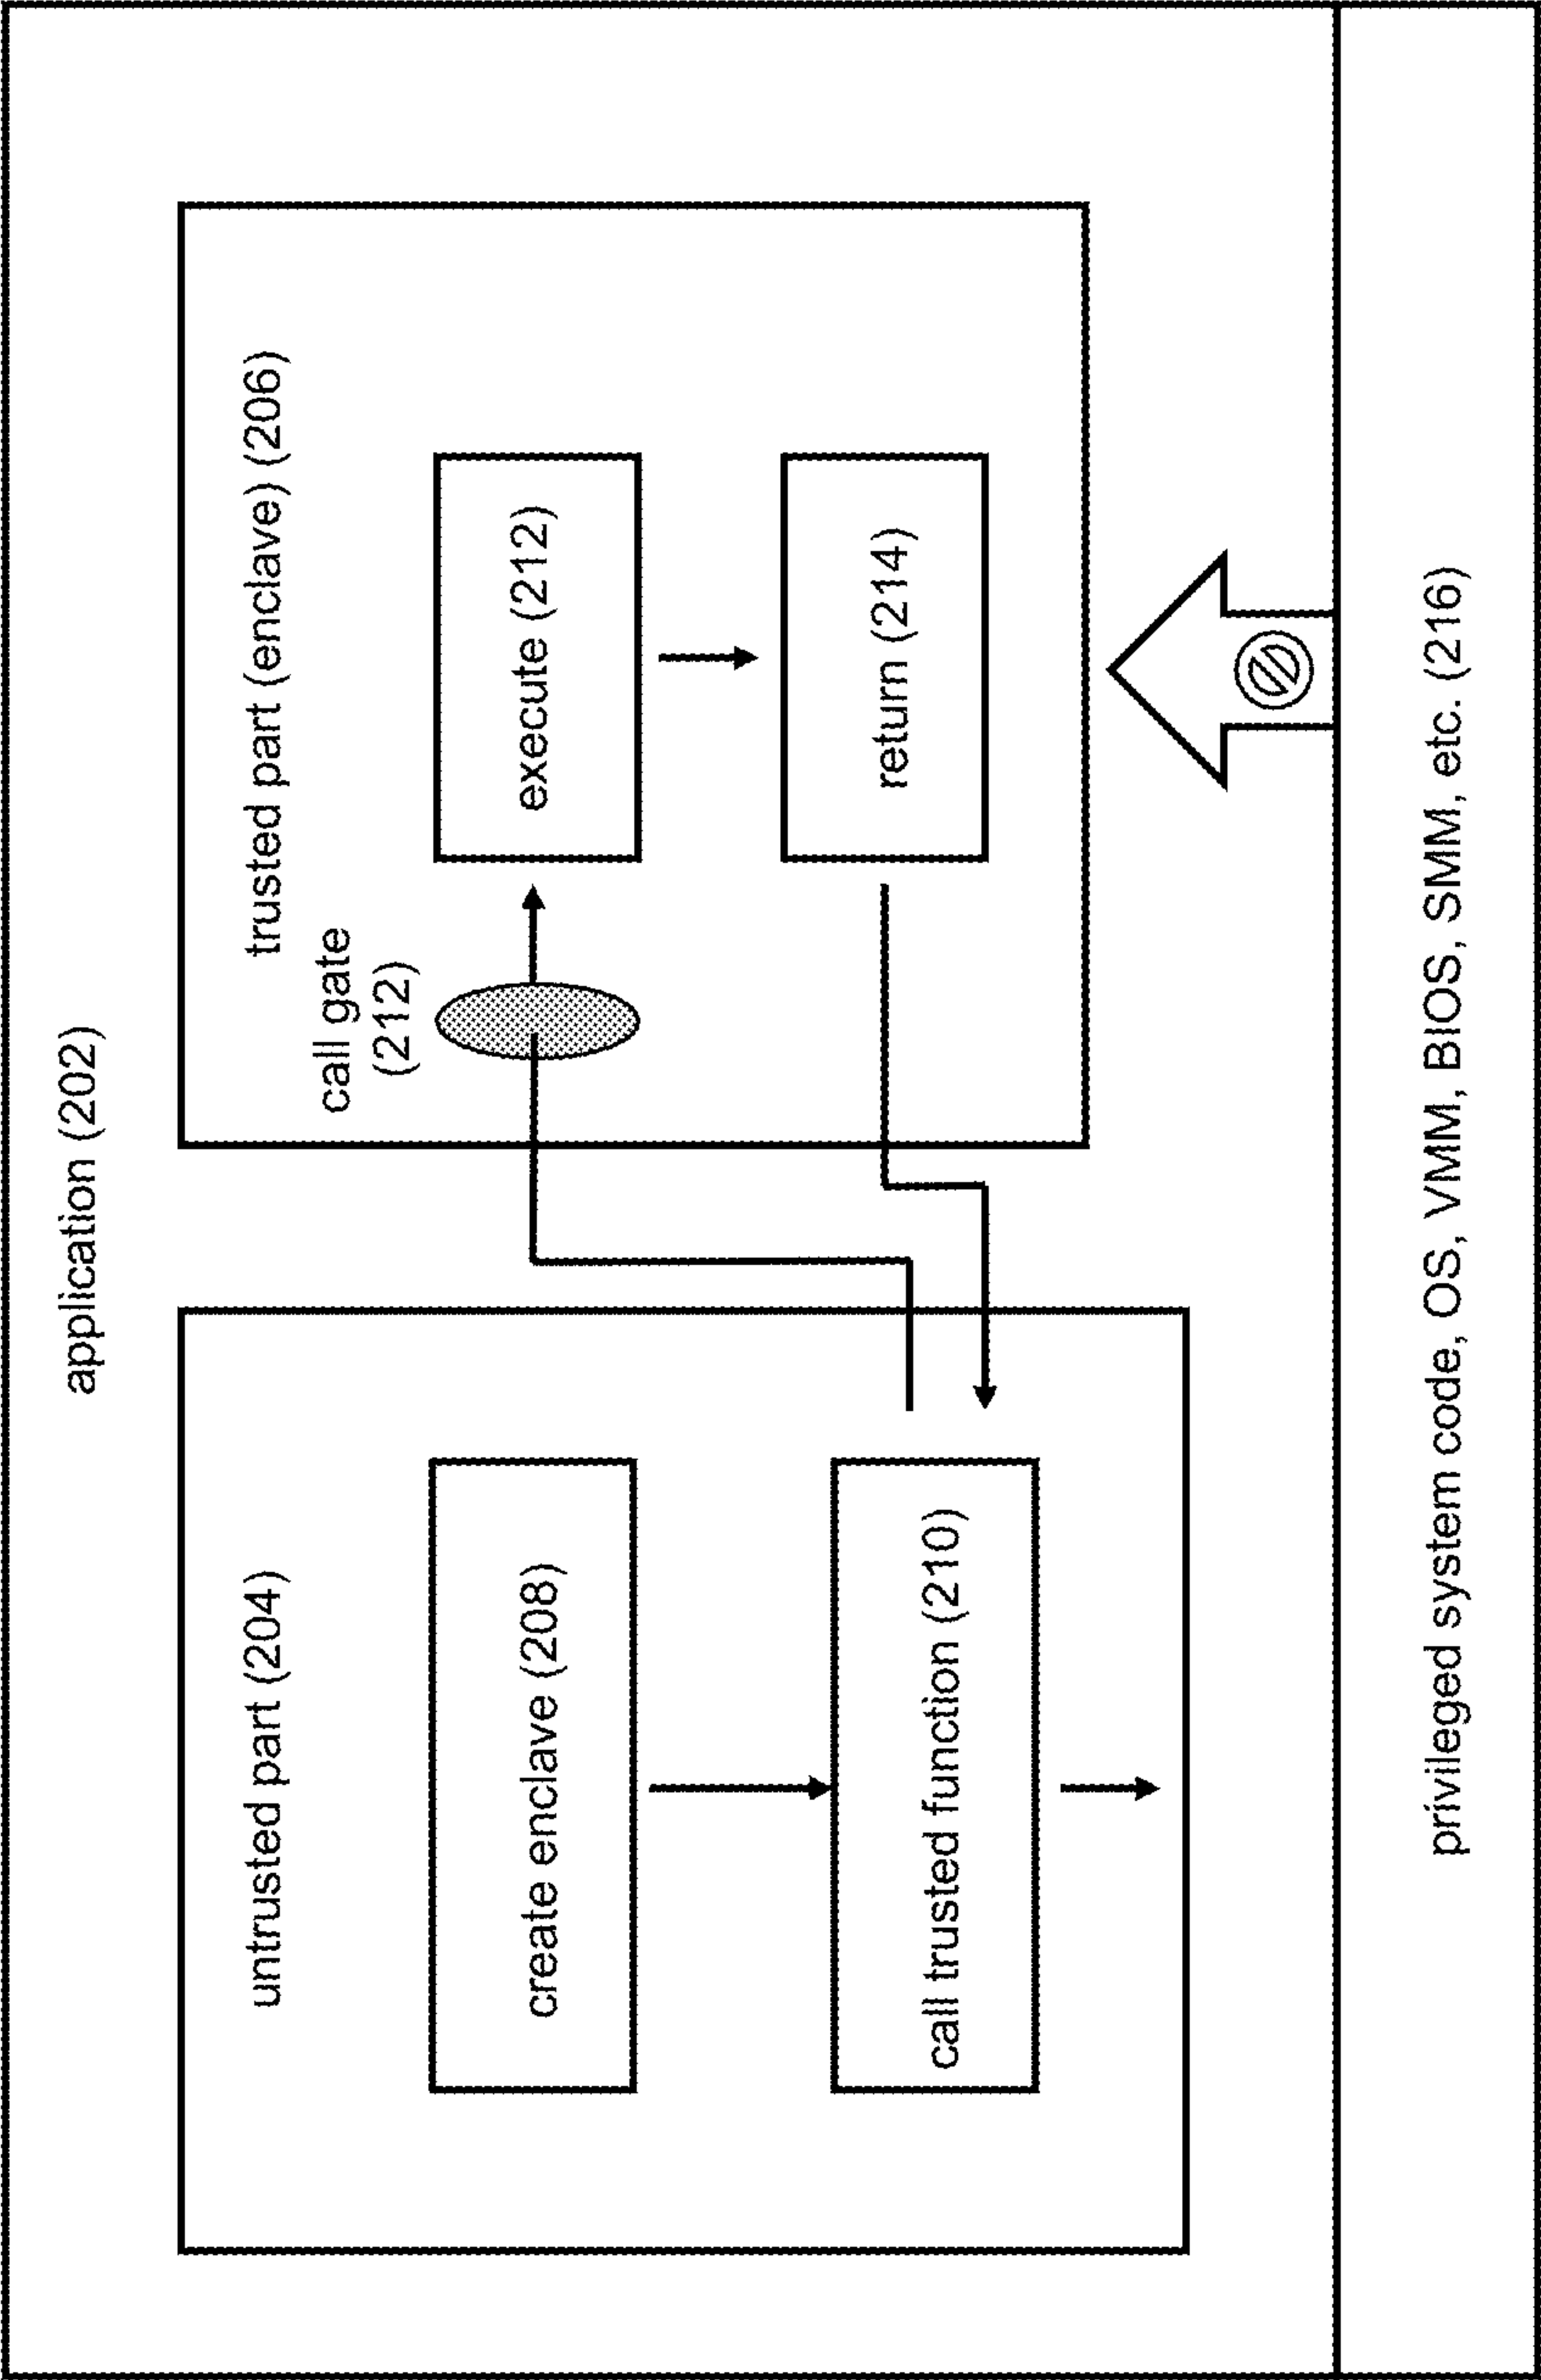 application (202)
untrusted part (204)
create enclave (208)
call trusted function (210)
trusted part (enclave) (206)
call gate
(212)
execute (212)
return (214)
privileged system code, OS, VMM, BIOS, SMM, etc. (216)